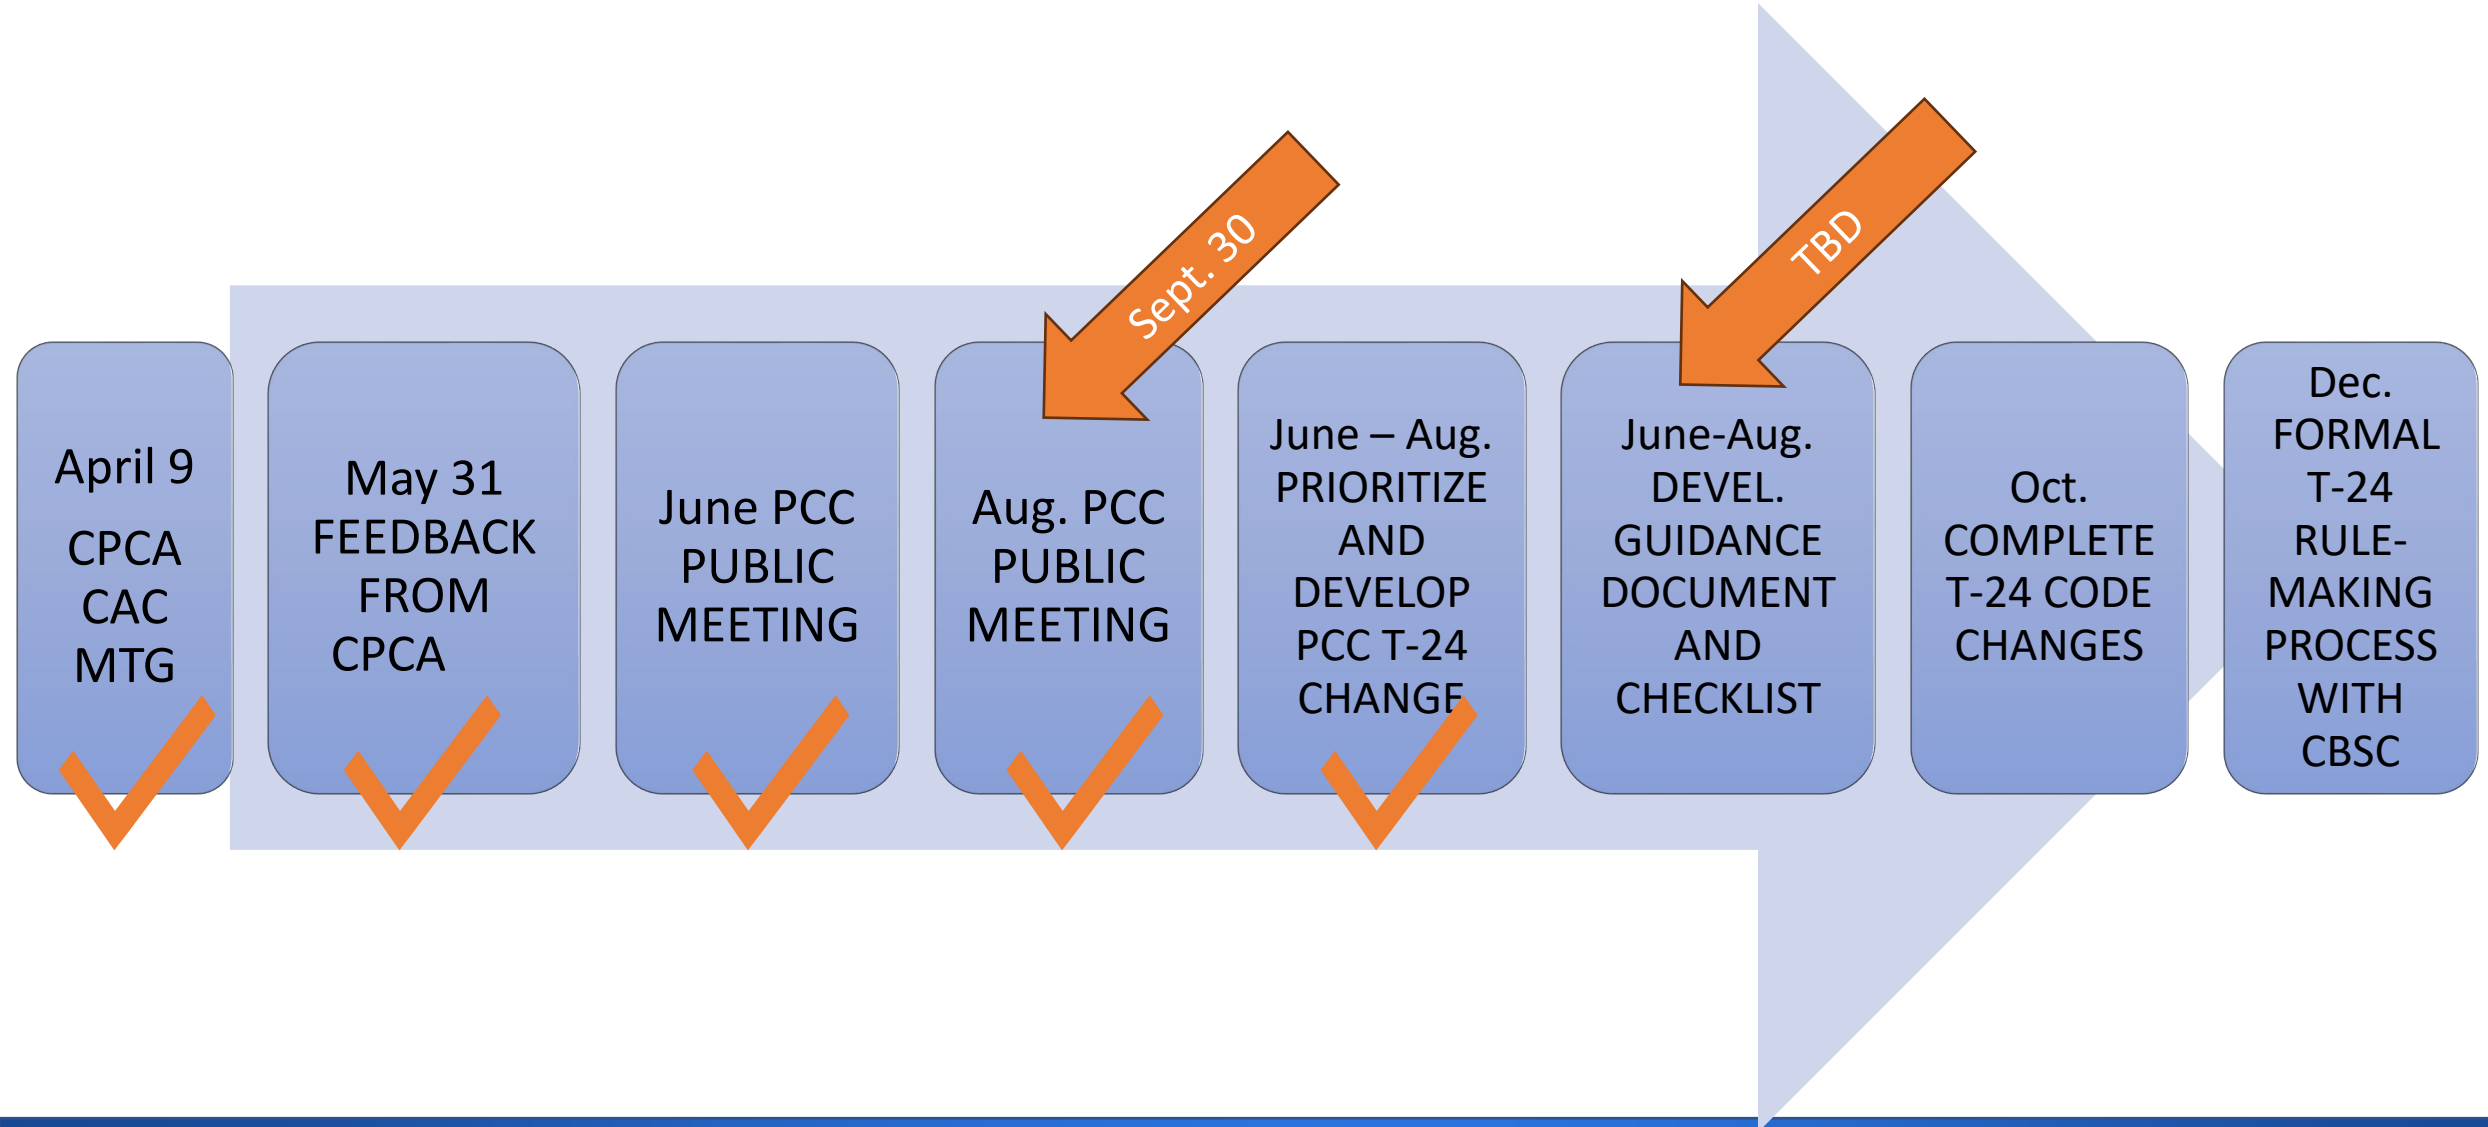 Sept. 30
TBD
April 9
CPCA
CAC
MTG
May 31
FEEDBACK
FROM
CPCA
June PCC
PUBLIC
MEETING
Aug. PCC
PUBLIC
MEETING
June – Aug.
PRIORITIZE
AND
DEVELOP
PCC T-24
CHANGE
June-Aug.
DEVEL.
GUIDANCE
DOCUMENT
AND
CHECKLIST
Oct.
COMPLETE
T-24 CODE
CHANGES
Dec.
FORMAL
T-24
RULE-
MAKING
PROCESS
WITH
CBSC